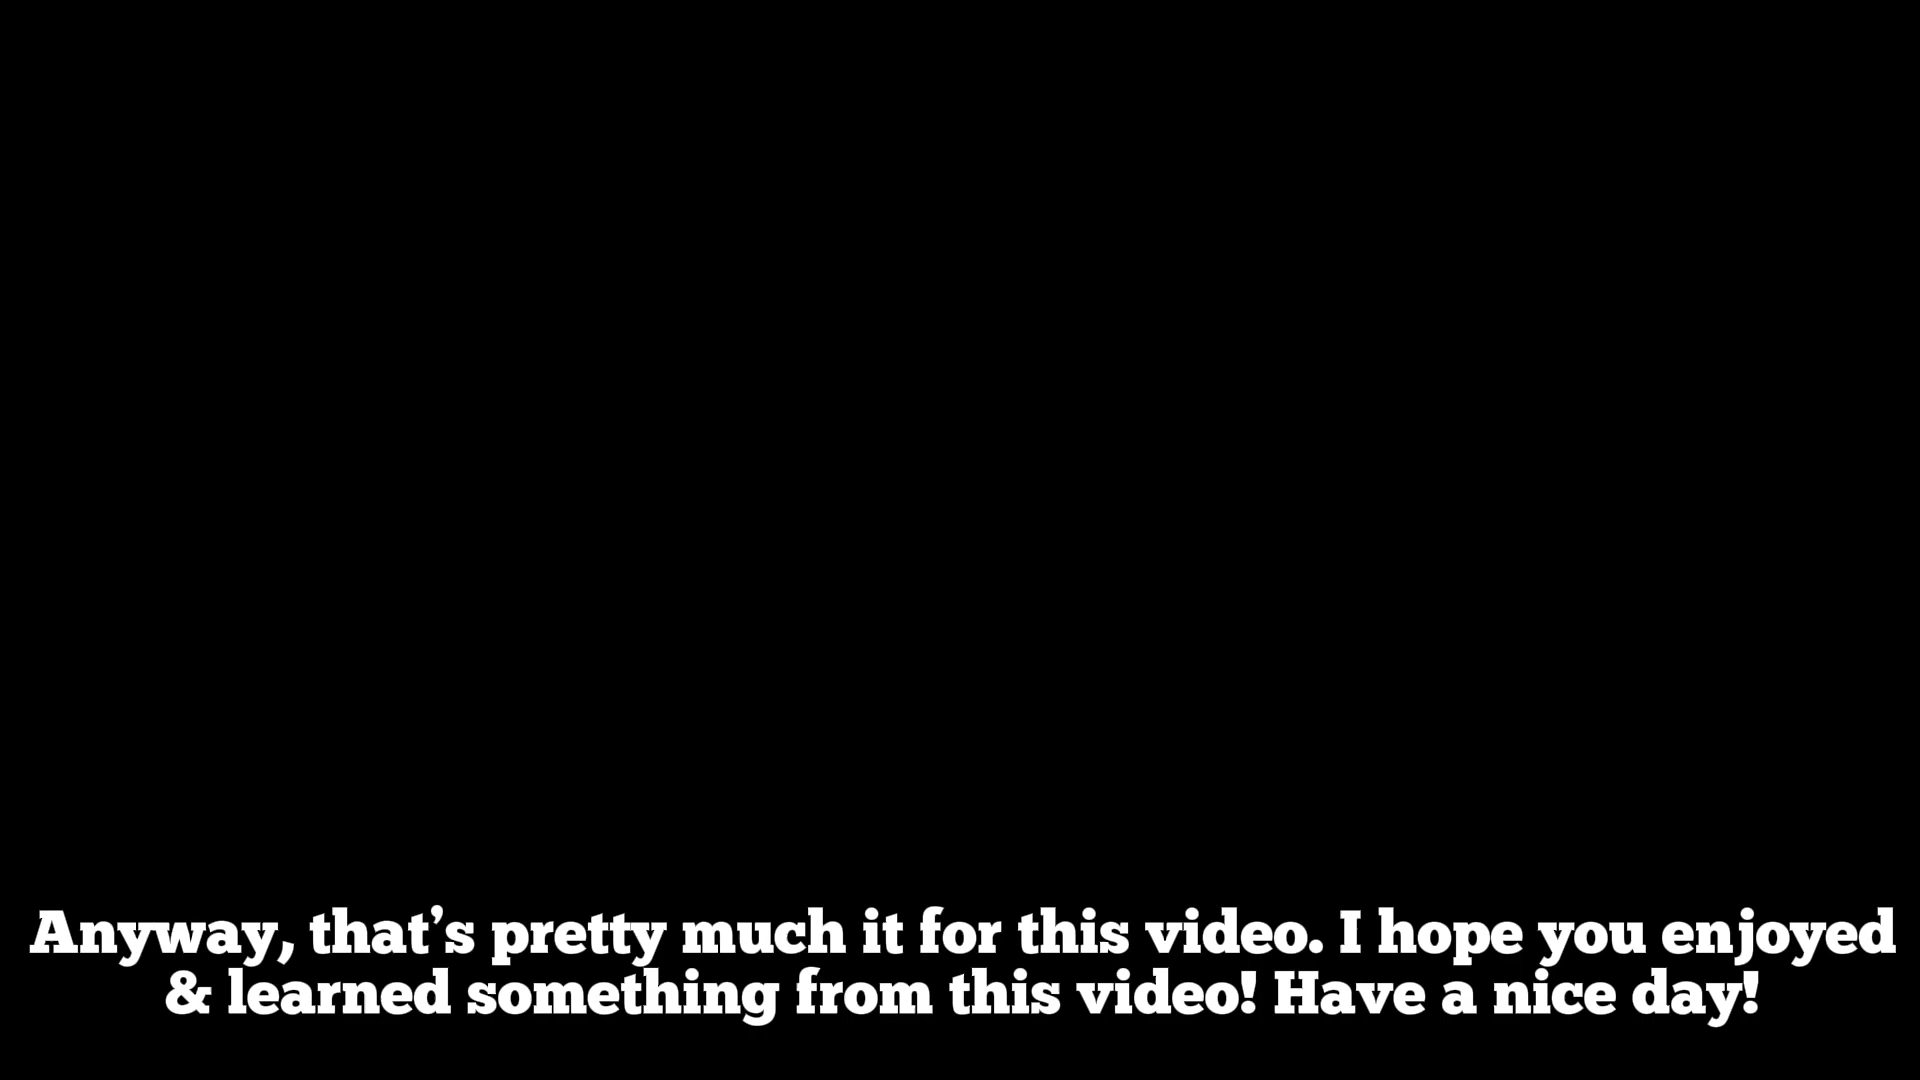 Anyway, that’s pretty much it for this video. I hope you enjoyed
& learned something from this video! Have a nice day!